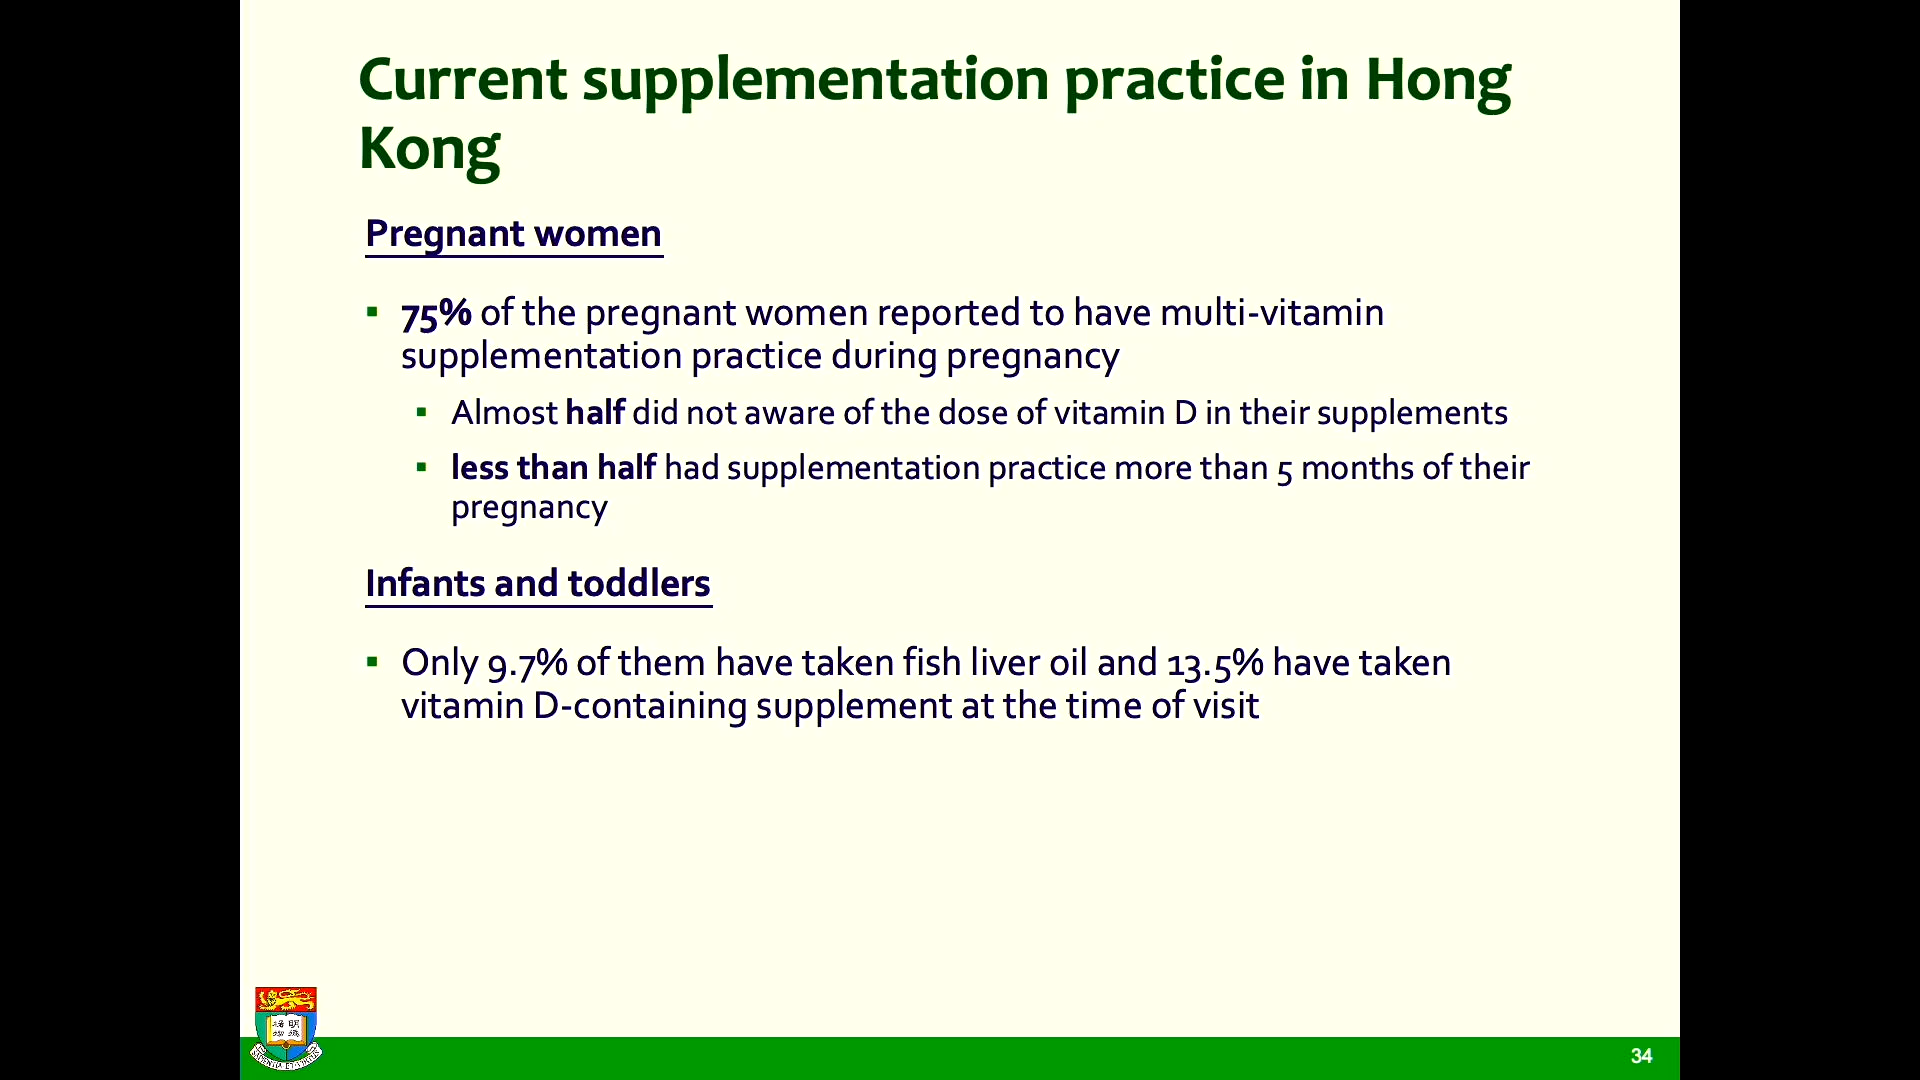 Current supplementation practice in Hong
Kong
Pregnant women
▪ 75% of the pregnant women reported to have multi-vitamin
supplementation practice during pregnancy
▪ Almost half did not aware of the dose of vitamin D in their supplements
▪ less than half had supplementation practice more than 5 months of their
pregnancy
Infants and toddlers
▪ Only 9.7% of them have taken fish liver oil and 13.5% have taken
vitamin D-containing supplement at the time of visit
34